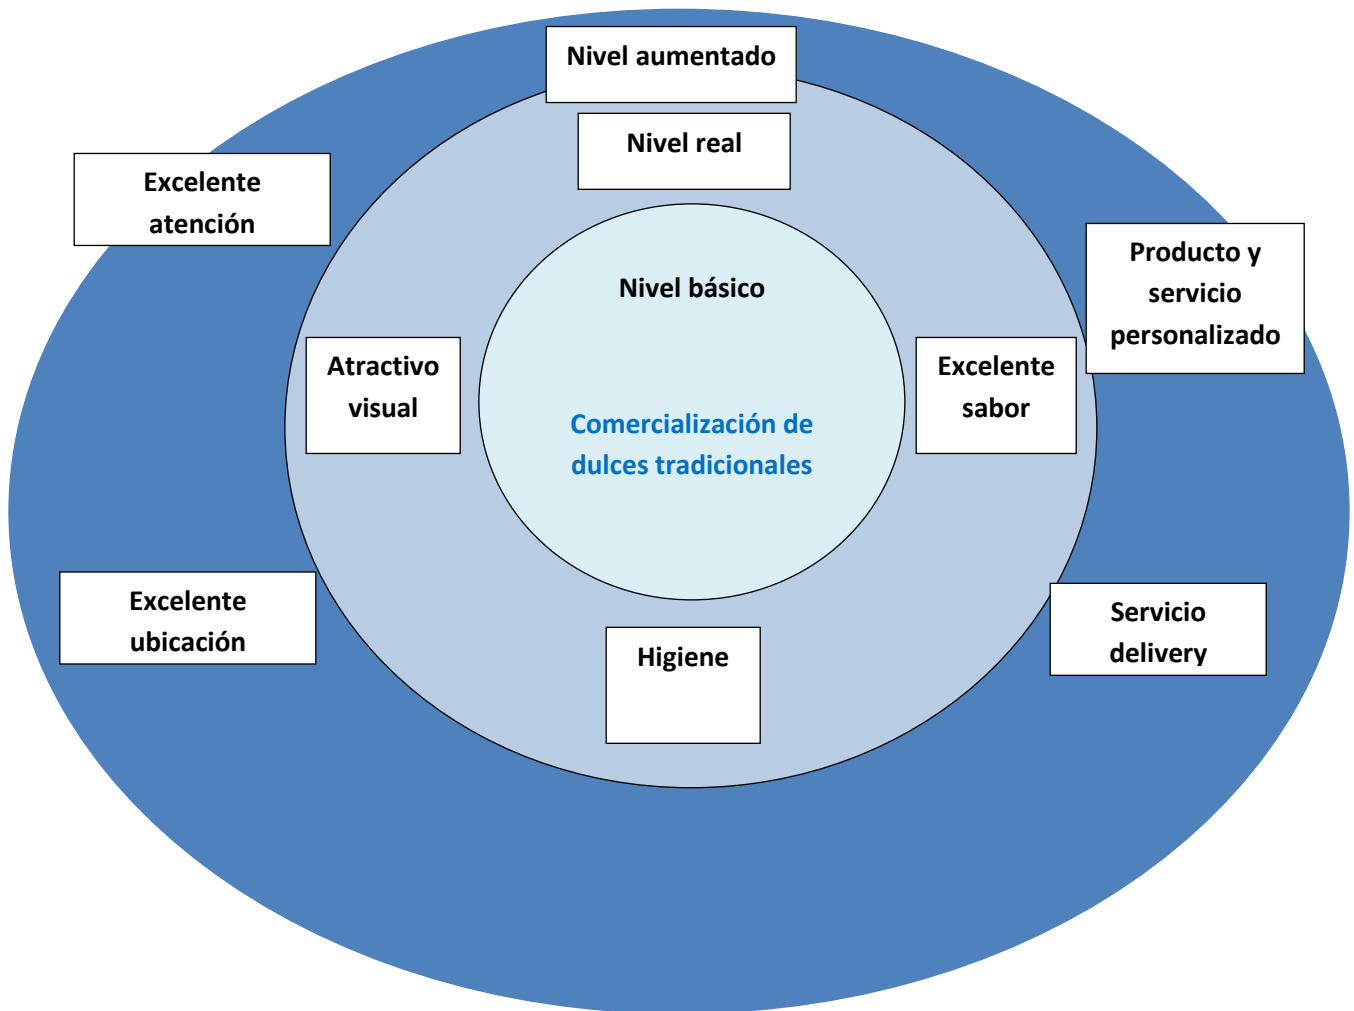 Nivel aumentado
Nivel real
Excelente
atención
Producto y
servicio
personalizado
Nivel básico
Atractivo
visual
Excelente
sabor
Comercialización de
dulces tradicionales
Excelente
ubicación
Servicio
delivery
Higiene